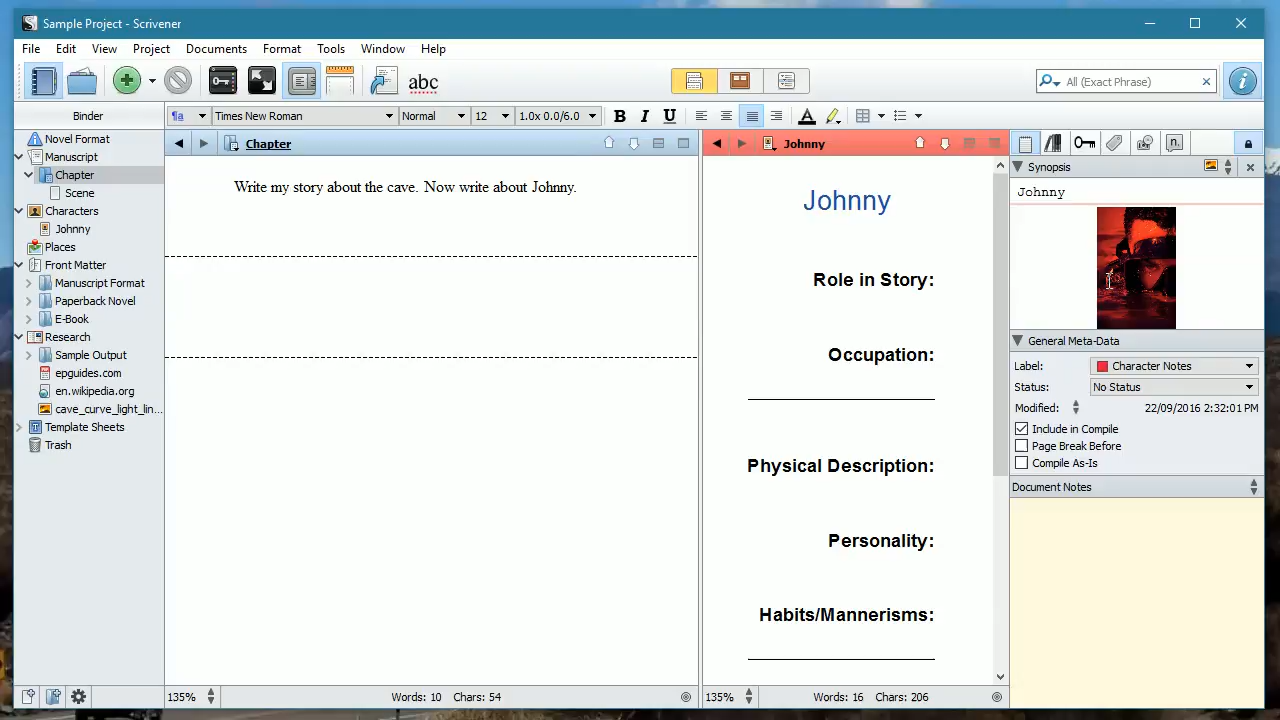 Sample Project - Scrivener
File Edit View Project Documents Format Tools Window Help
abc
All (Exact Phrase)
Binder
Times New Roman Normal 12 1.0x 0.0/6.0 B I U A
Novel Format
Manuscript
Chapter
Scene
Characters
Johnny
Places
Front Matter
Manuscript Format
Paperback Novel
E-Book
Research
Sample Output
epguides.com
en.wikipedia.org
cave_curve_light_lin...
Template Sheets
Trash
Chapter
Write my story about the cave. Now write about Johnny.
135%
Words: 10 Chars: 54
Johnny
Johnny
Role in Story:
Occupation:
Physical Description:
Personality:
Habits/Mannerisms:
135%
Words: 16 Chars: 206
Synopsis
Johnny
General Meta-Data
Label: Character Notes
Status: No Status
Modified: 22/09/2016 2:32:01 PM
Include in Compile
Page Break Before
Compile As-Is
Document Notes